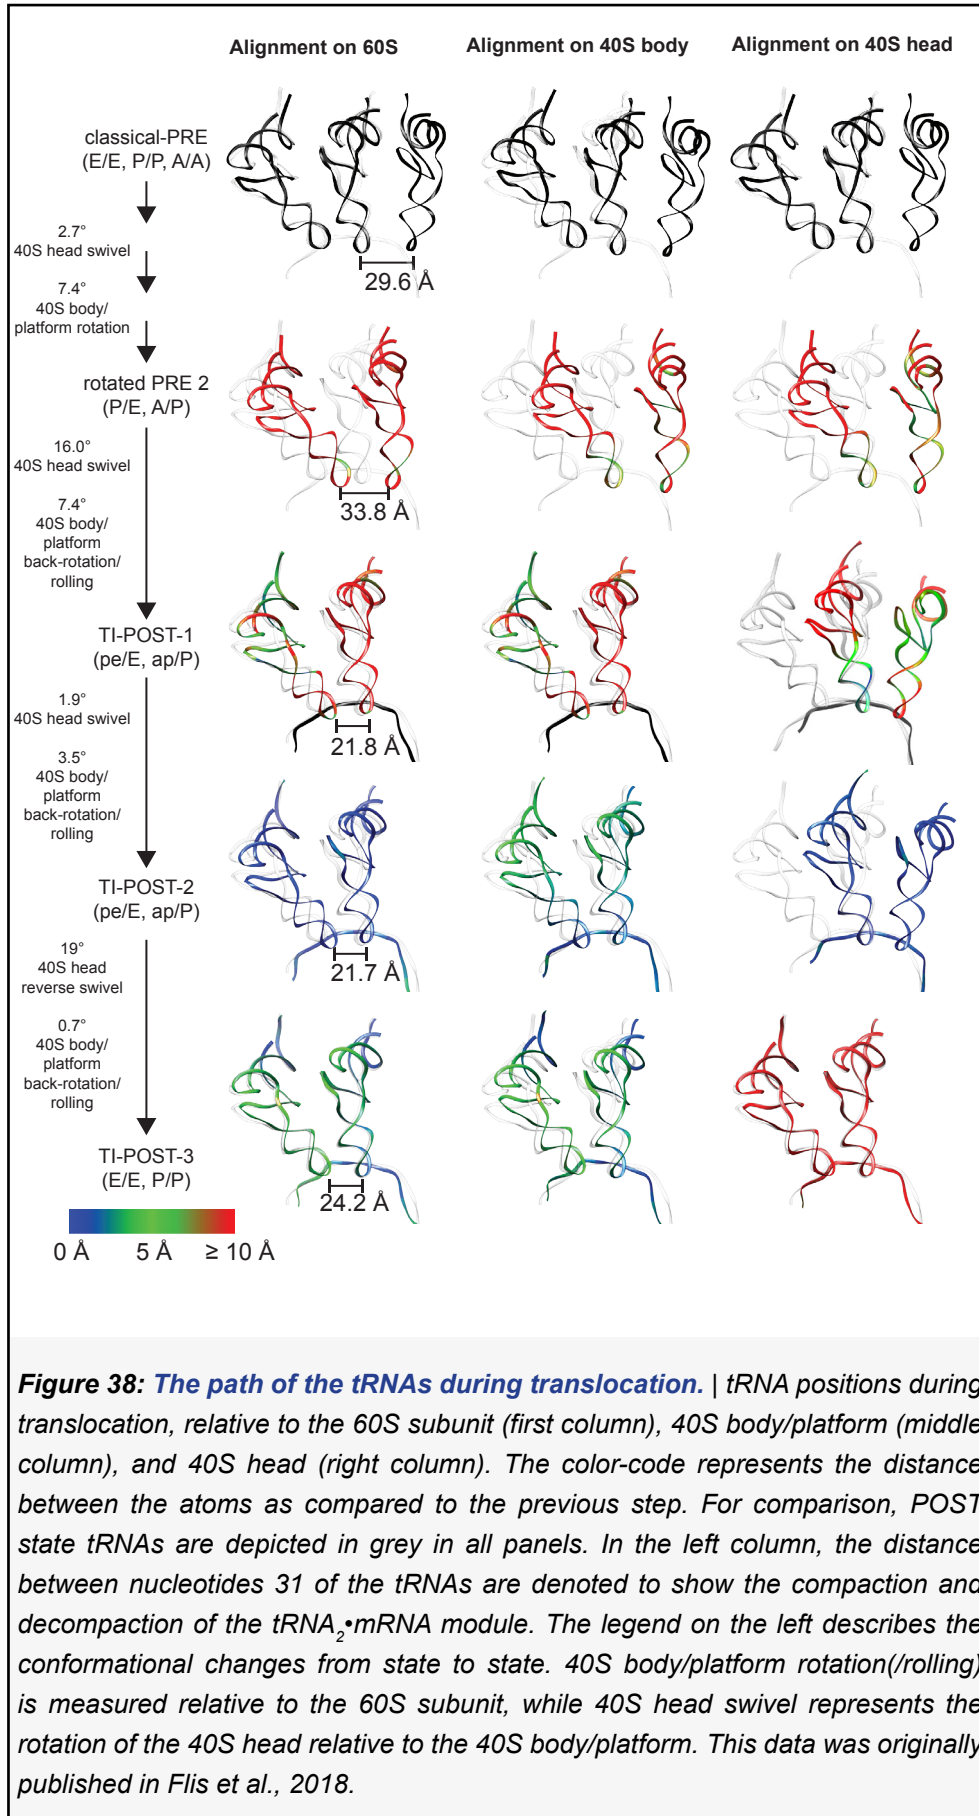 Alignment on 60S
Alignment on 40S body
Alignment on 40S head
classical-PRE
(E/E, P/P, A/A)
2.7°
40S head swivel
7.4°
40S body/
platform rotation
29.6 Å
rotated PRE 2
(P/E, A/P)
16.0°
40S head swivel
7.4°
40S body/
platform
back-rotation/
rolling
33.8 Å
TI-POST-1
(pe/E, ap/P)
1.9°
40S head swivel
3.5°
40S body/
platform
back-rotation/
rolling
21.8 Å
TI-POST-2
(pe/E, ap/P)
19°
40S head
reverse swivel
0.7°
40S body/
platform
back-rotation/
rolling
21.7 Å
TI-POST-3
(E/E, P/P)
24.2 Å
0 Å 5 Å ≥ 10 Å
Figure 38: The path of the tRNAs during translocation. | tRNA positions during
translocation, relative to the 60S subunit (first column), 40S body/platform (middle
column), and 40S head (right column). The color-code represents the distance
between the atoms as compared to the previous step. For comparison, POST
state tRNAs are depicted in grey in all panels. In the left column, the distance
between nucleotides 31 of the tRNAs are denoted to show the compaction and
decompaction of the tRNA₂•mRNA module. The legend on the left describes the
conformational changes from state to state. 40S body/platform rotation(/rolling)
is measured relative to the 60S subunit, while 40S head swivel represents the
rotation of the 40S head relative to the 40S body/platform. This data was originally
published in Flis et al., 2018.